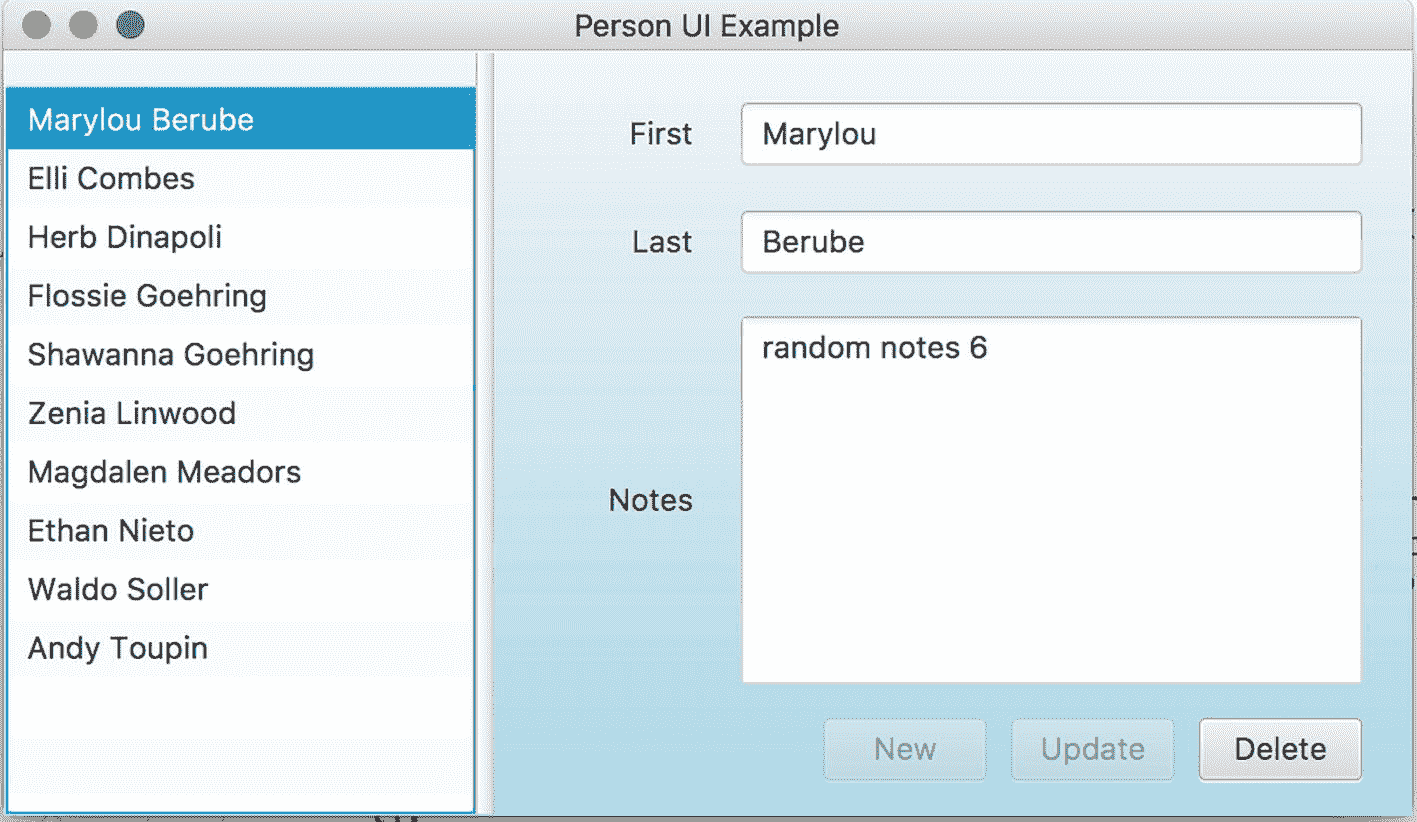 Person UI Example
Marylou Berube
Elli Combes
Herb Dinapoli
Flossie Goehring
Shawanna Goehring
Zenia Linwood
Magdalen Meadors
Ethan Nieto
Waldo Soller
Andy Toupin
First
Marylou
Last
Berube
Notes
random notes 6
New
Update
Delete